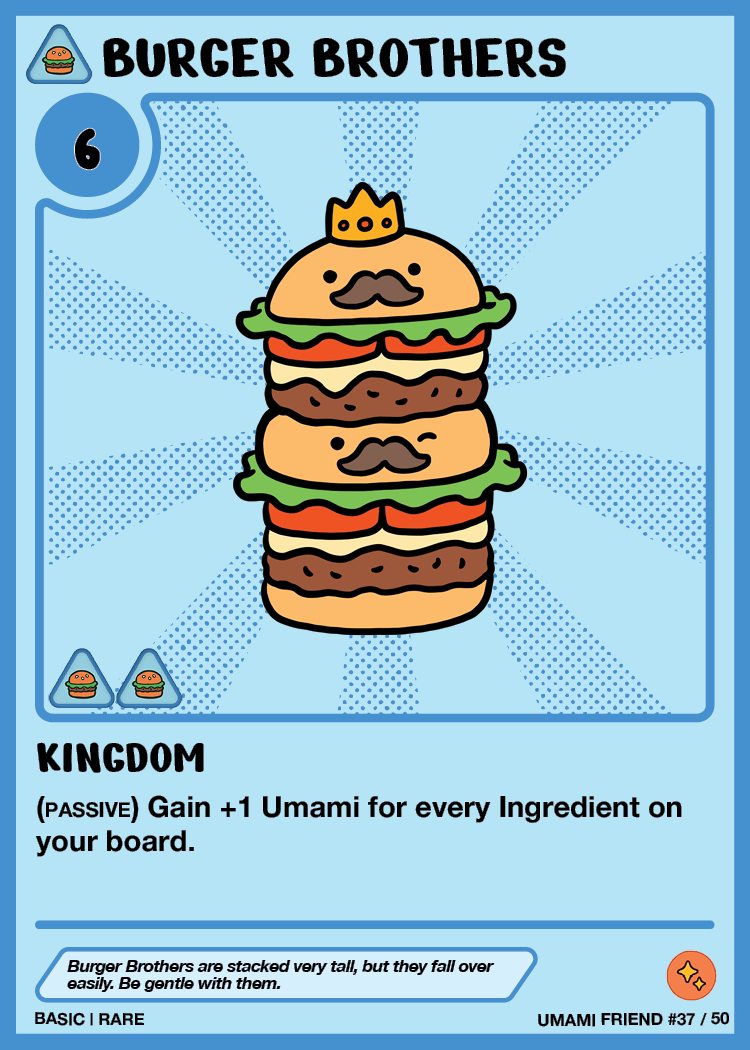 BURGER BROTHERS
6
KINGDOM
(PASSIVE) Gain +1 Umami for every Ingredient on
your board.
Burger Brothers are stacked very tall, but they fall over
easily. Be gentle with them.
BASIC | RARE
UMAMI FRIEND #37 / 50